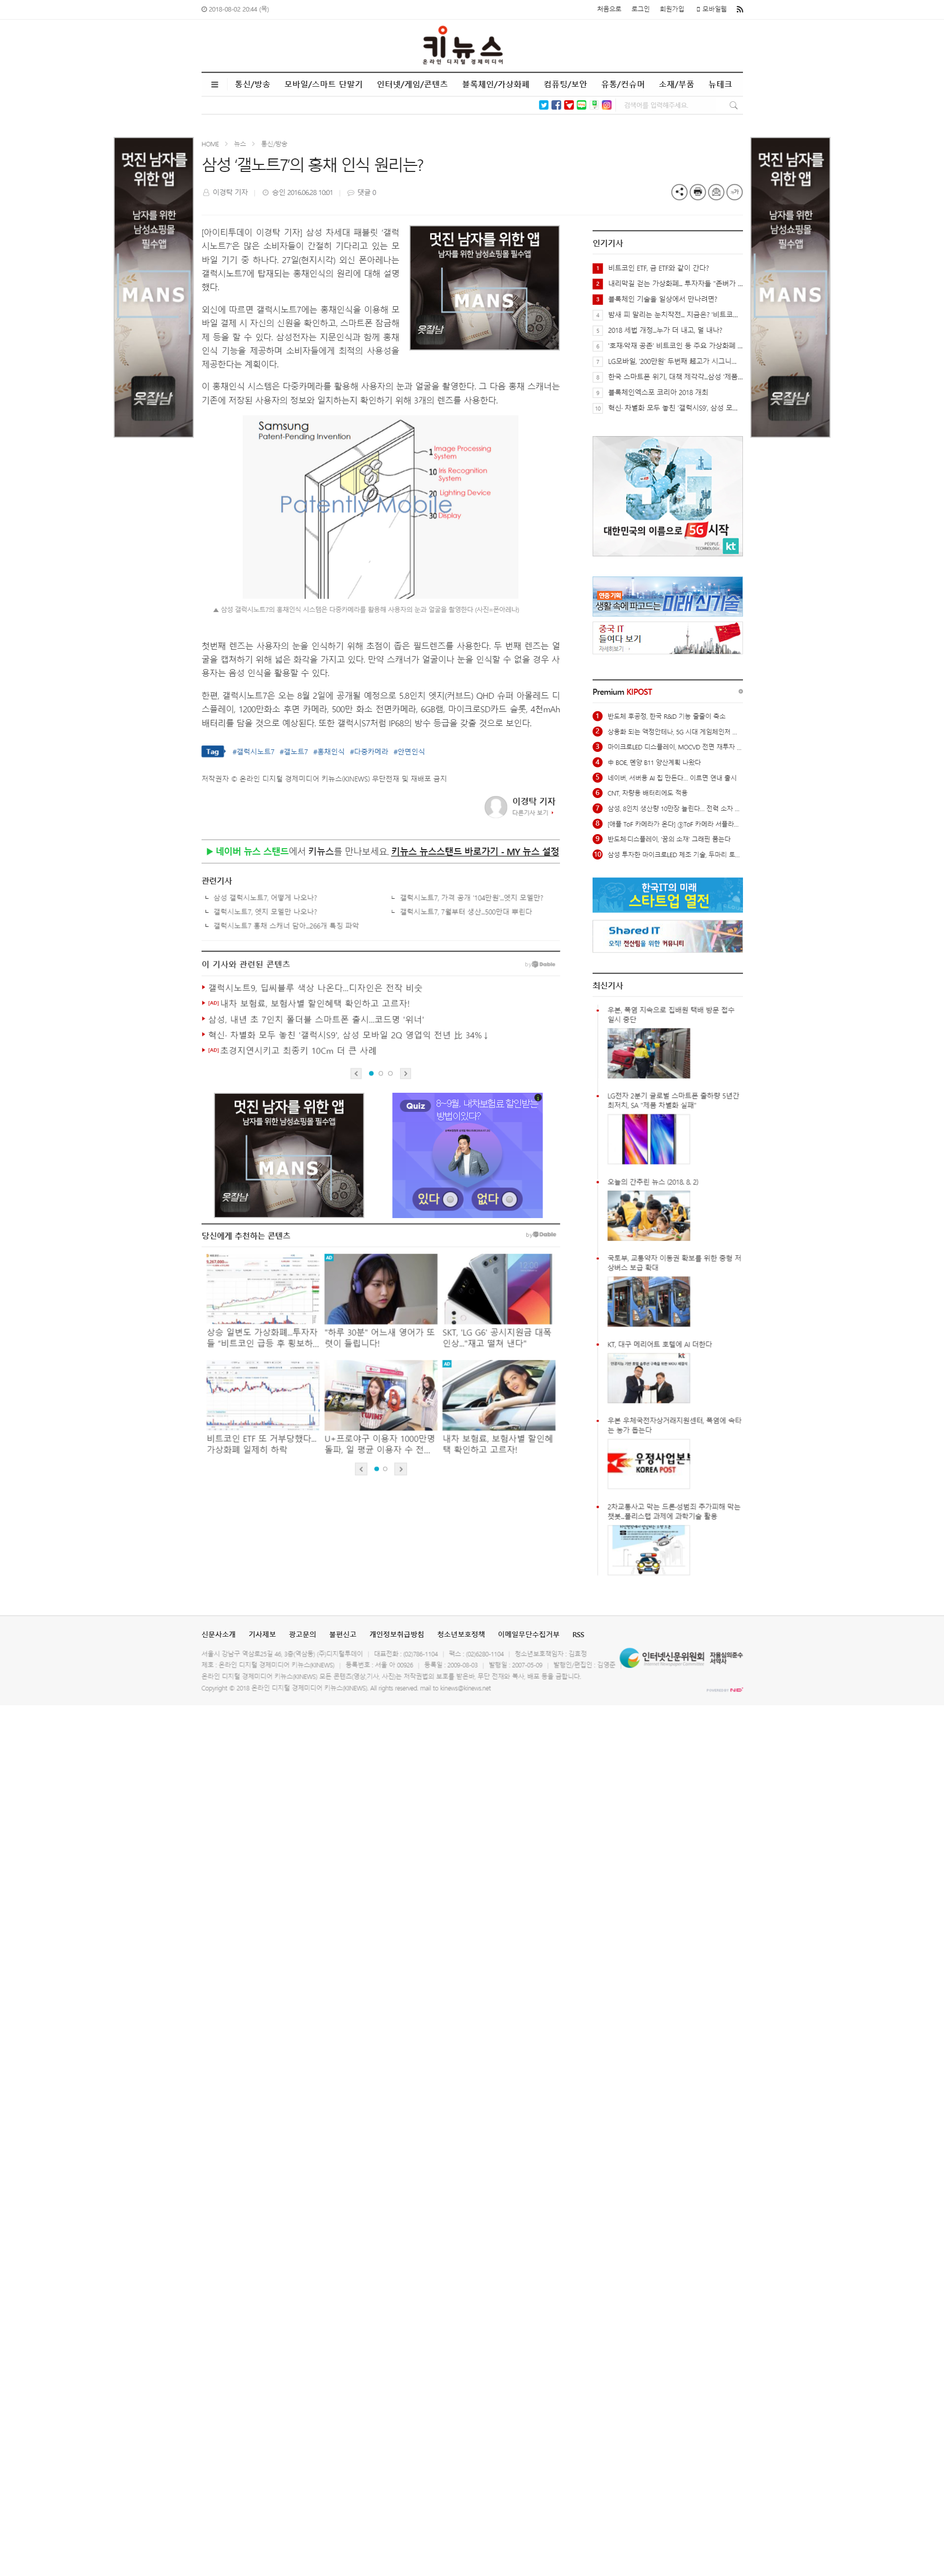 2018-08-02 20:44 (목)
처음으로 로그인 회원가입 모바일웹
키뉴스
온라인 디지털 경제미디어
통신/방송 모바일/스마트 단말기 인터넷/게임/콘텐츠 블록체인/가상화폐 컴퓨팅/보안 유통/컨슈머 소재/부품 뉴테크
검색어를 입력해주세요.
HOME 뉴스 통신/방송
삼성 ‘갤노트7’의 홍채 인식 원리는?
이경탁 기자 승인 2016.06.28 10:01 댓글 0
멋진 남자를
위한 앱
남자를 위한
남성쇼핑몰
필수앱
MANS
못잘남
멋진 남자를
위한 앱
남자를 위한
남성쇼핑몰
필수앱
MANS
못잘남
[아이티투데이 이경탁 기자] 삼성 차세대 패블릿 '갤럭
시노트7'은 많은 소비자들이 간절히 기다리고 있는 모
바일 기기 중 하나다. 27일(현지시각) 외신 폰아레나는
갤럭시노트7에 탑재되는 홍채인식의 원리에 대해 설명
했다.
멋진 남자를 위한 앱
남자를 위한 남성쇼핑몰 필수앱
MANS
못잘남
외신에 따르면 갤럭시노트7에는 홍채인식을 이용해 모
바일 결제 시 자신의 신원을 확인하고, 스마트폰 잠금해
제 등을 할 수 있다. 삼성전자는 지문인식과 함께 홍채
인식 기능을 제공하며 소비자들에게 최적의 사용성을
제공한다는 계획이다.
이 홍채인식 시스템은 다중카메라를 활용해 사용자의 눈과 얼굴을 촬영한다. 그 다음 홍채 스캐너는
기존에 저장된 사용자의 정보와 일치하는지 확인하기 위해 3개의 렌즈를 사용한다.
Samsung
Patent-Pending Invention
1 Image Processing
System
10 Iris Recognition
System
20 Lighting Device
30 Display
Patently Mobile
▲ 삼성 갤럭시노트7의 홍채인식 시스템은 다중카메라를 활용해 사용자의 눈과 얼굴을 촬영한다 (사진=폰아레나)
첫번째 렌즈는 사용자의 눈을 인식하기 위해 초점이 좁은 필드렌즈를 사용한다. 두 번째 렌즈는 얼
굴을 캡쳐하기 위해 넓은 화각을 가지고 있다. 만약 스캐너가 얼굴이나 눈을 인식할 수 없을 경우 사
용자는 음성 인식을 활용할 수 있다.
한편, 갤럭시노트7은 오는 8월 2일에 공개될 예정으로 5.8인치 엣지(커브드) QHD 슈퍼 아몰레드 디
스플레이, 1200만화소 후면 카메라, 500만 화소 전면카메라, 6GB램, 마이크로SD카드 슬롯, 4천mAh
배터리를 담을 것으로 예상된다. 또한 갤럭시S7처럼 IP68의 방수 등급을 갖출 것으로 보인다.
Tag #갤럭시노트7 #갤노트7 #홍채인식 #다중카메라 #안면인식
저작권자 © 온라인 디지털 경제미디어 키뉴스(KINEWS) 무단전재 및 재배포 금지
이경탁 기자
다른기사 보기
▶네이버 뉴스 스탠드에서 키뉴스를 만나보세요. 키뉴스 뉴스스탠드 바로가기 - MY 뉴스 설정
관련기사
삼성 갤럭시노트7, 어떻게 나오나?
갤럭시노트7, 가격 공개 '104만원'...엣지 모델만?
갤럭시노트7, 엣지 모델만 나오나?
갤럭시노트7, 7월부터 생산...500만대 뿌린다
갤럭시노트7 홍채 스캐너 담아...266개 특징 파악
이 기사와 관련된 콘텐츠
by Dable
갤럭시노트9, 딥씨블루 색상 나온다...디자인은 전작 비슷
[AD] 내차 보험료, 보험사별 할인혜택 확인하고 고르자!
삼성, 내년 초 7인치 폴더블 스마트폰 출시...코드명 '위너'
혁신· 차별화 모두 놓친 '갤럭시S9', 삼성 모바일 2Q 영업익 전년 比 34%↓
[AD] 초경지연시키고 최종키 10Cm 더 큰 사례
멋진 남자를 위한 앱
남자를 위한 남성쇼핑몰 필수앱
MANS
못잘남
Quiz 8~9월, 내차보험료 할인받는
방법이있다?
있다 없다
당신에게 추천하는 콘텐츠
by Dable
상승 일변도 가상화폐...투자자
들 "비트코인 급등 후 횡보하...
AD
"하루 30분" 어느새 영어가 또
렷이 들립니다!
SKT, 'LG G6' 공시지원금 대폭
인상..."재고 떨쳐 낸다"
비트코인 ETF 또 거부당했다...
가상화폐 일제히 하락
U+프로야구 이용자 1000만명
돌파, 일 평균 이용자 수 전...
AD
내차 보험료, 보험사별 할인혜
택 확인하고 고르자!
인기기사
1 비트코인 ETF, 금 ETF와 같이 간다?
2 내리막길 걷는 가상화폐... 투자자들 "존버가 ...
3 블록체인 기술을 일상에서 만나려면?
4 밤새 피 말리는 눈치작전... 지금은? '비트코...
5 2018 세법 개정...누가 더 내고, 덜 내나?
6 '호재·악재 공존' 비트코인 등 주요 가상화폐 ...
7 LG모바일, '200만원' 두번째 超고가 시그니...
8 한국 스마트폰 위기, 대책 제각각...삼성 '제품...
9 블록체인엑스포 코리아 2018 개최
10 혁신· 차별화 모두 놓친 '갤럭시S9', 삼성 모...
5G
대한민국의 이름으로 5G 시작
PEOPLE. TECHNOLOGY kt
연중기획
생활 속에 파고드는 미래 신기술
중국 IT
들여다 보기
자세히보기
Premium KIPOST
1 반도체 후공정, 한국 R&D 기능 줄줄이 축소
2 상용화 되는 액정안테나, 5G 시대 게임체인저 ...
3 마이크로LED 디스플레이, MOCVD 전면 재투자 ...
4 中 BOE, 몐양 B11 양산계획 나왔다
5 네이버, 서버용 AI 칩 만든다... 이르면 연내 출시
6 CNT, 차량용 배터리에도 적용
7 삼성, 8인치 생산량 10만장 늘린다... 전력 소자 ...
8 [애플 ToF 카메라가 온다] ③ToF 카메라 서플라...
9 반도체·디스플레이, '꿈의 소재' 그래핀 품는다
10 삼성 투자한 마이크로LED 제조 기술, 두마리 토...
한국IT의 미래
스타트업 열전
Shared IT
오직! 전산팀을 위한 커뮤니티
최신기사
우본, 폭염 지속으로 집배원 택배 방문 접수
일시 중단
LG전자 2분기 글로벌 스마트폰 출하량 5년간
최저치, SA "제품 차별화 실패"
오늘의 간추린 뉴스 (2018. 8. 2)
국토부, 교통약자 이동권 확보를 위한 중형 저
상버스 보급 확대
KT, 대구 메리어트 호텔에 AI 더한다
kt
우본 우체국전자상거래지원센터, 폭염에 속타
는 농가 돕는다
우정사업본부
KOREA POST
2차교통사고 막는 드론·성범죄 추가피해 막는
챗봇...폴리스랩 과제에 과학기술 활용
신문사소개 기사제보 광고문의 불편신고 개인정보취급방침 청소년보호정책 이메일무단수집거부 RSS
서울시 강남구 역삼로25길 46, 3층(역삼동) (주)디지털투데이 | 대표전화 : (02)786-1104 | 팩스 : (02)6280-1104 | 청소년보호책임자 : 김효정
제호 : 온라인 디지털 경제미디어 키뉴스(KINEWS) | 등록번호 : 서울 아 00926 | 등록일 : 2009-08-03 | 발행일 : 2007-05-09 | 발행인/편집인 : 김영준
온라인 디지털 경제미디어 키뉴스(KINEWS) 모든 콘텐츠(영상,기사, 사진)는 저작권법의 보호를 받은바, 무단 전재와 복사, 배포 등을 금합니다.
Copyright © 2018 온라인 디지털 경제미디어 키뉴스(KINEWS). All rights reserved. mail to kinews@kinews.net
인터넷신문위원회
자율심의준수
서약사
POWERED BY ND